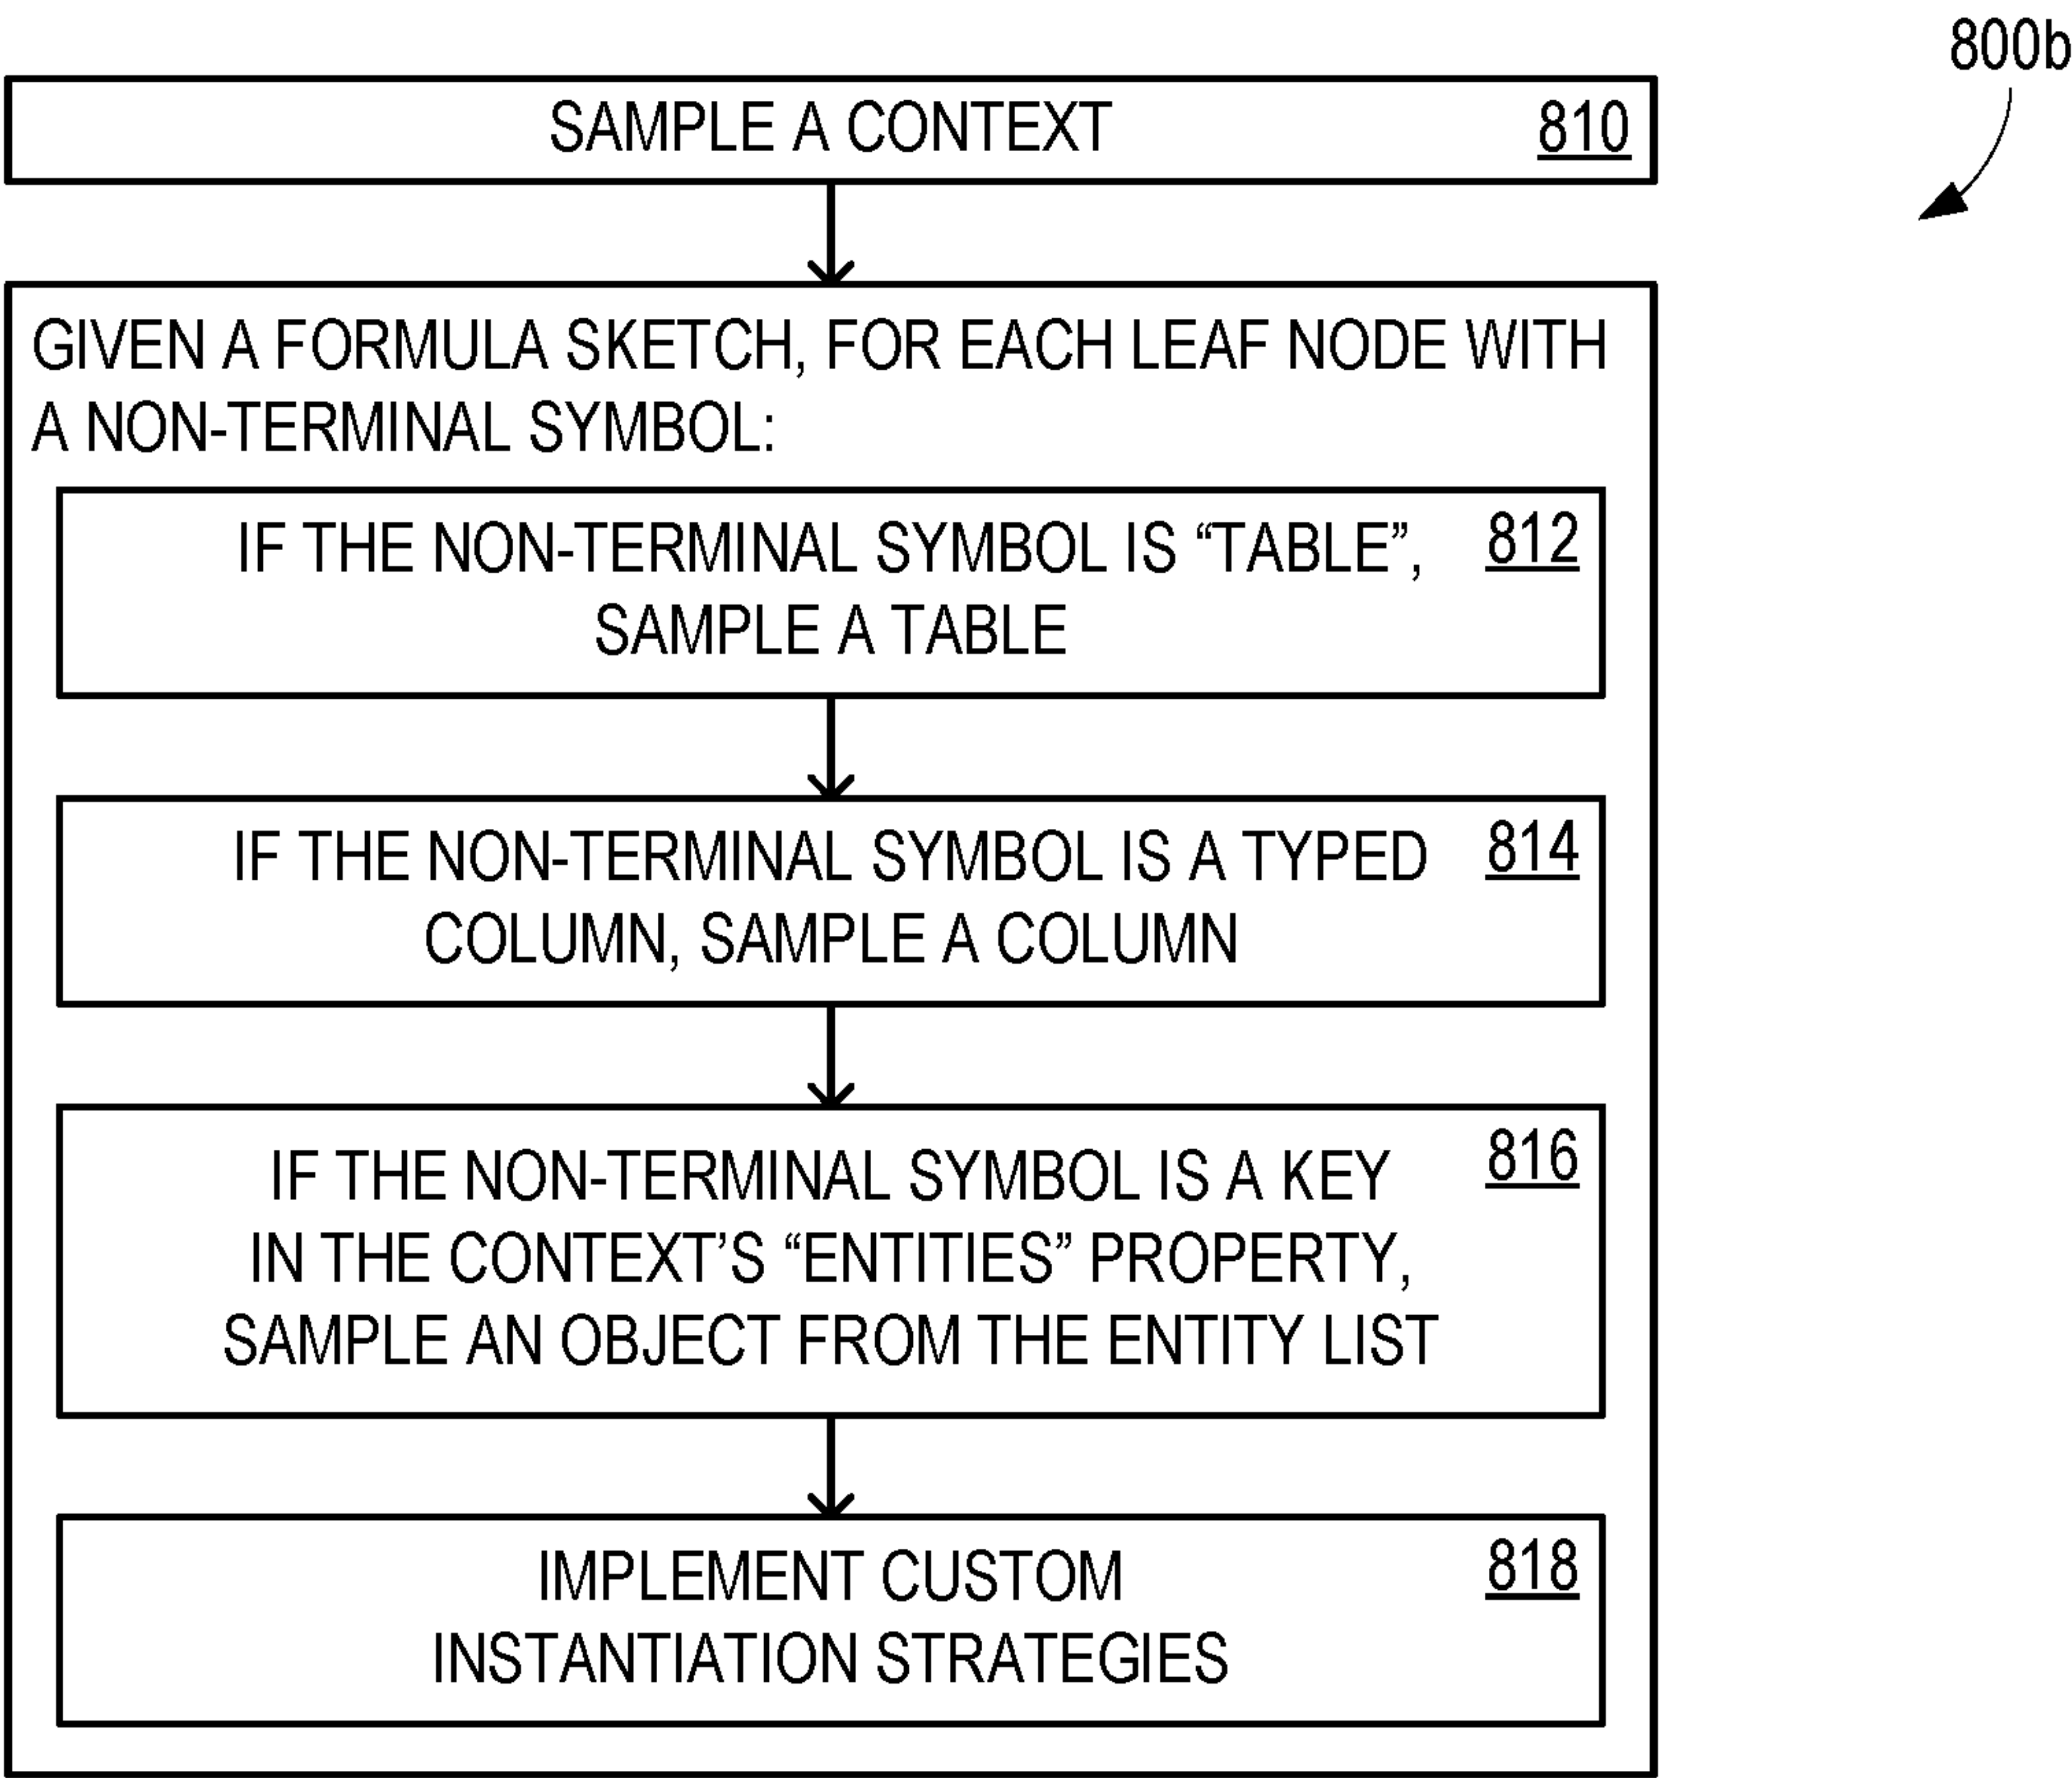 800b
SAMPLE A CONTEXT 810
GIVEN A FORMULA SKETCH, FOR EACH LEAF NODE WITH
A NON-TERMINAL SYMBOL:
IF THE NON-TERMINAL SYMBOL IS “TABLE”, 812
SAMPLE A TABLE
IF THE NON-TERMINAL SYMBOL IS A TYPED 814
COLUMN, SAMPLE A COLUMN
IF THE NON-TERMINAL SYMBOL IS A KEY 816
IN THE CONTEXT’S “ENTITIES” PROPERTY,
SAMPLE AN OBJECT FROM THE ENTITY LIST
IMPLEMENT CUSTOM 818
INSTANTIATION STRATEGIES